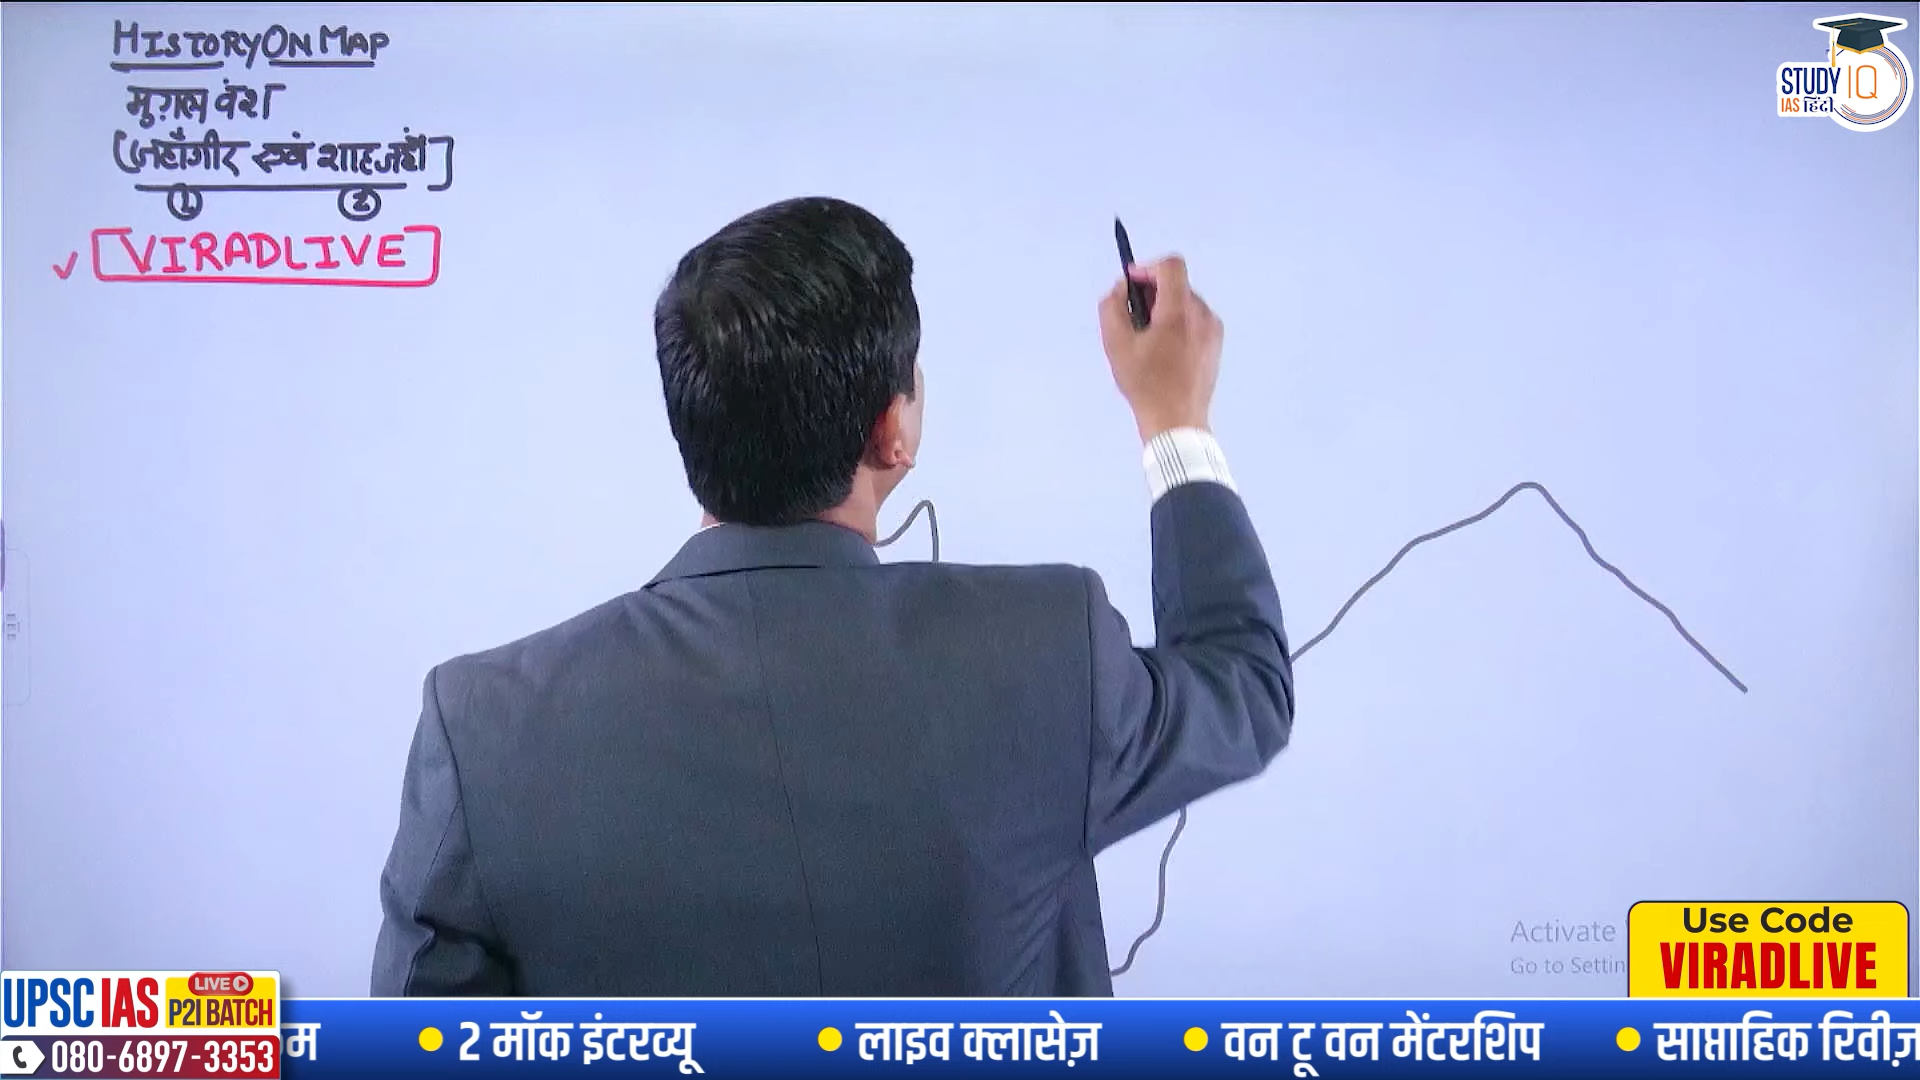 HISTORY ON MAP
मुग़ल वंश
(जहाँगीर एवं शाहजहाँ]
① ②
✓ [VIRADLIVE]
STUDY IQ
IAS हिंदी
Activate
Go to Settin
Use Code
VIRADLIVE
UPSC IAS LIVE P2I BATCH
080-6897-3353
• 2 मॉक इंटरव्यू • लाइव क्लासेज़ • वन टू वन मेंटरशिप • साप्ताहिक रिवीज़